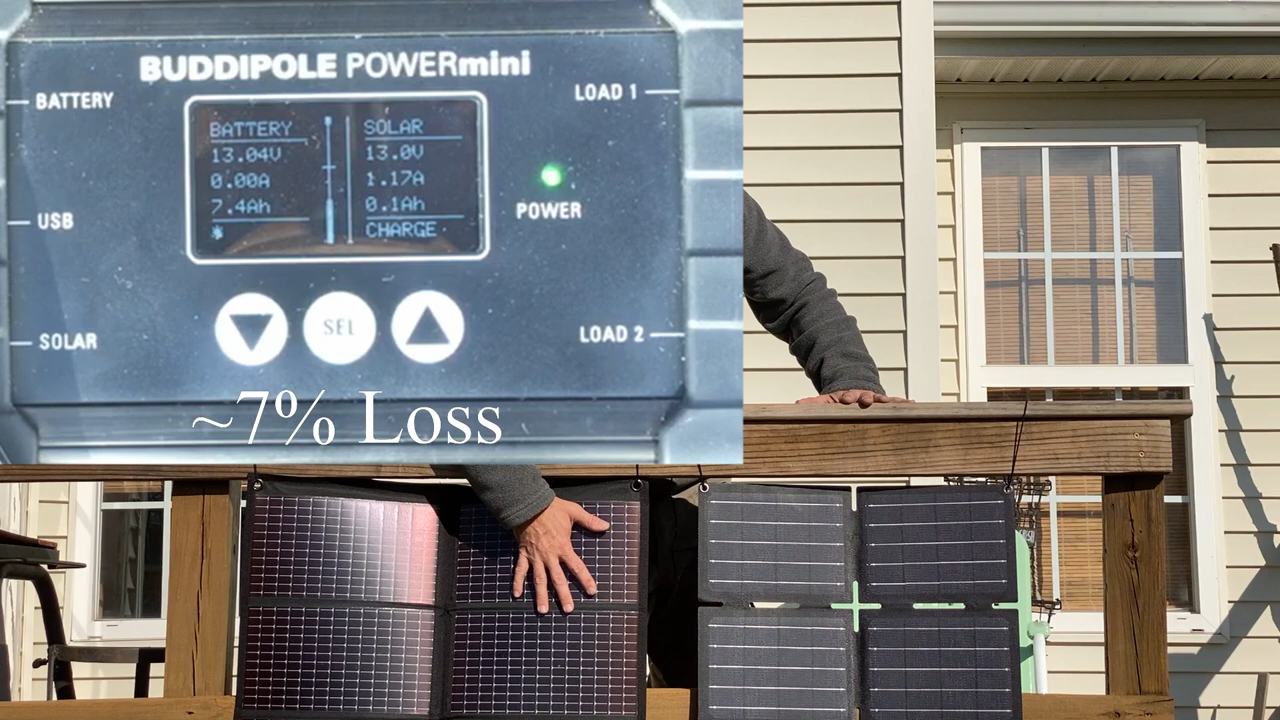 BUDDIPOLE POWERmini
BATTERY
LOAD 1
BATTERY
13.04V
0.00A
7.4Ah
SOLAR
13.0V
1.17A
0.1Ah
CHARGE
POWER
USB
SEL
SOLAR
LOAD 2
~7% Loss